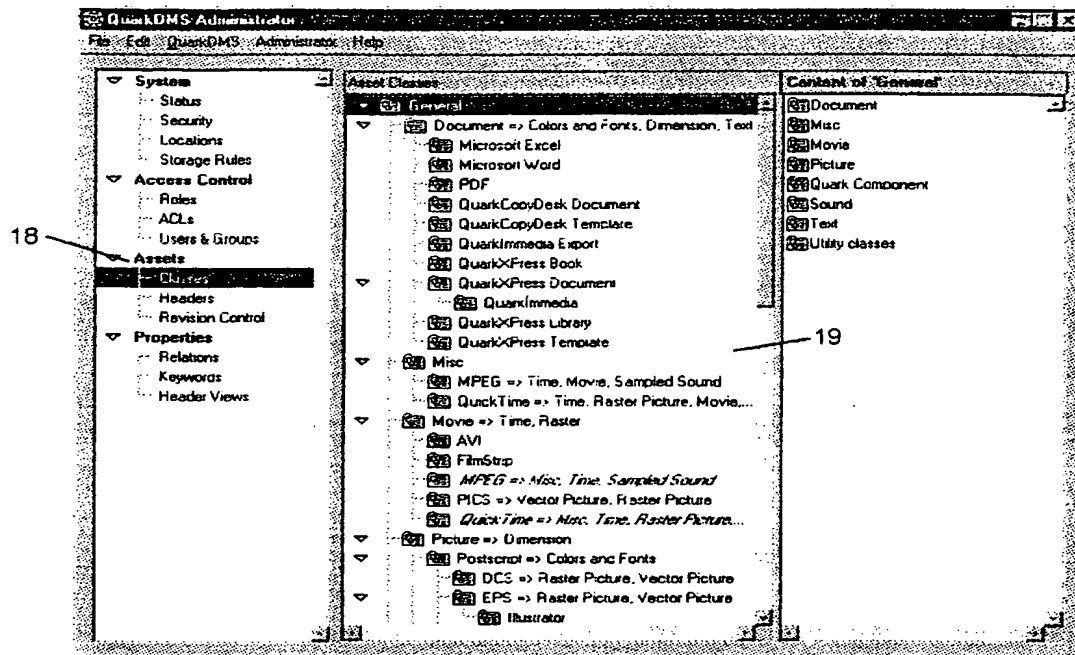 QuarkDMS Administrator
File Edit QuarkDMS Administrator Help
System
Status
Security
Locations
Storage Rules
Access Control
Roles
ACLs
Users & Groups
18
Assets
Classes
Headers
Revision Control
Properties
Relations
Keywords
Header Views
Asset Classes
General
Document => Colors and Fonts, Dimension, Text
Microsoft Excel
Microsoft Word
PDF
QuarkCopyDesk Document
QuarkCopyDesk Template
QuarkImmedia Export
QuarkXPress Book
QuarkXPress Document
QuarkImmedia
QuarkXPress Library
QuarkXPress Template
19
Misc
MPEG => Time, Movie, Sampled Sound
QuickTime => Time, Raster Picture, Movie,...
Movie => Time, Raster
AVI
FilmStrip
MPEG => Misc, Time, Sampled Sound
PICS => Vector Picture, Raster Picture
QuickTime => Misc, Time, Raster Picture,...
Picture => Dimension
Postscript => Colors and Fonts
DCS => Raster Picture, Vector Picture
EPS => Raster Picture, Vector Picture
Illustrator
Content of "General"
Document
Misc
Movie
Picture
Quark Component
Sound
Text
Utility classes